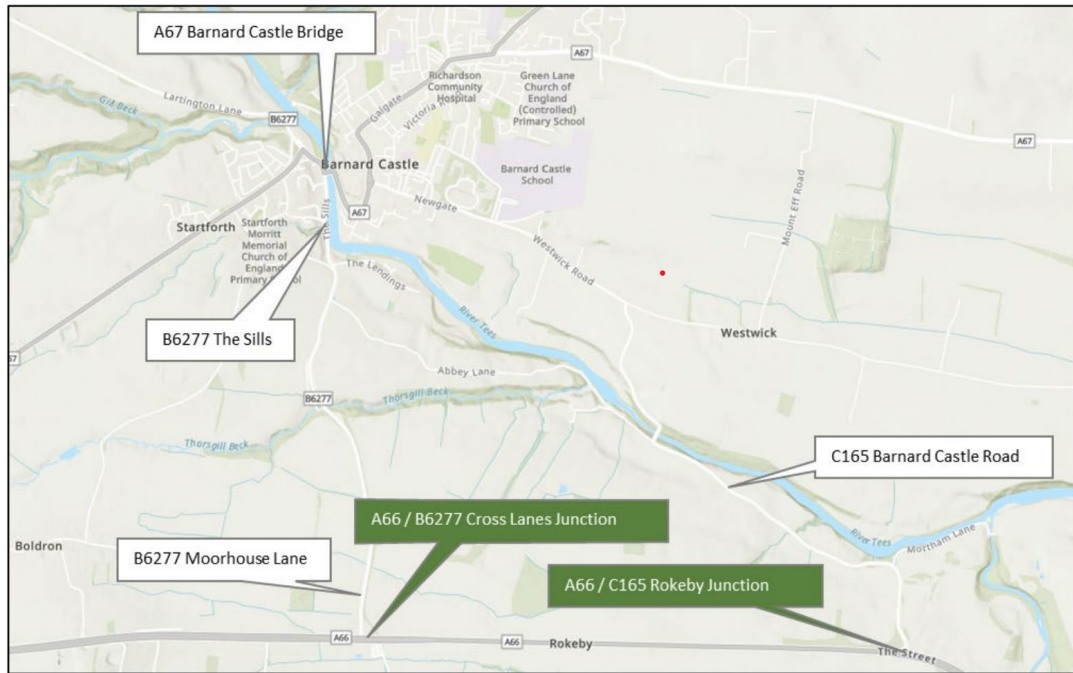 A67 Barnard Castle Bridge
A67
Richardson
Community
Hospital
Green Lane
Church of
England
(Controlled)
Primary School
Galgate
Gill Beck
Lartington Lane
B6277
A67
Barnard Castle
Barnard Castle
School
Mount Eff Road
Newgate
A67
Startforth
The Sills
Startforth
Morritt
Memorial
Church of
England
The Lendings
Westwick Road
River Tees
B6277 The Sills
Westwick
Abbey Lane
B6277
Thorsgill Beck
Thorsgill Beck
C165 Barnard Castle Road
A66 / B6277 Cross Lanes Junction
River Tees
Mortham Lane
Boldron
B6277 Moorhouse Lane
A66 / C165 Rokeby Junction
A66
A66
Rokeby
The Street